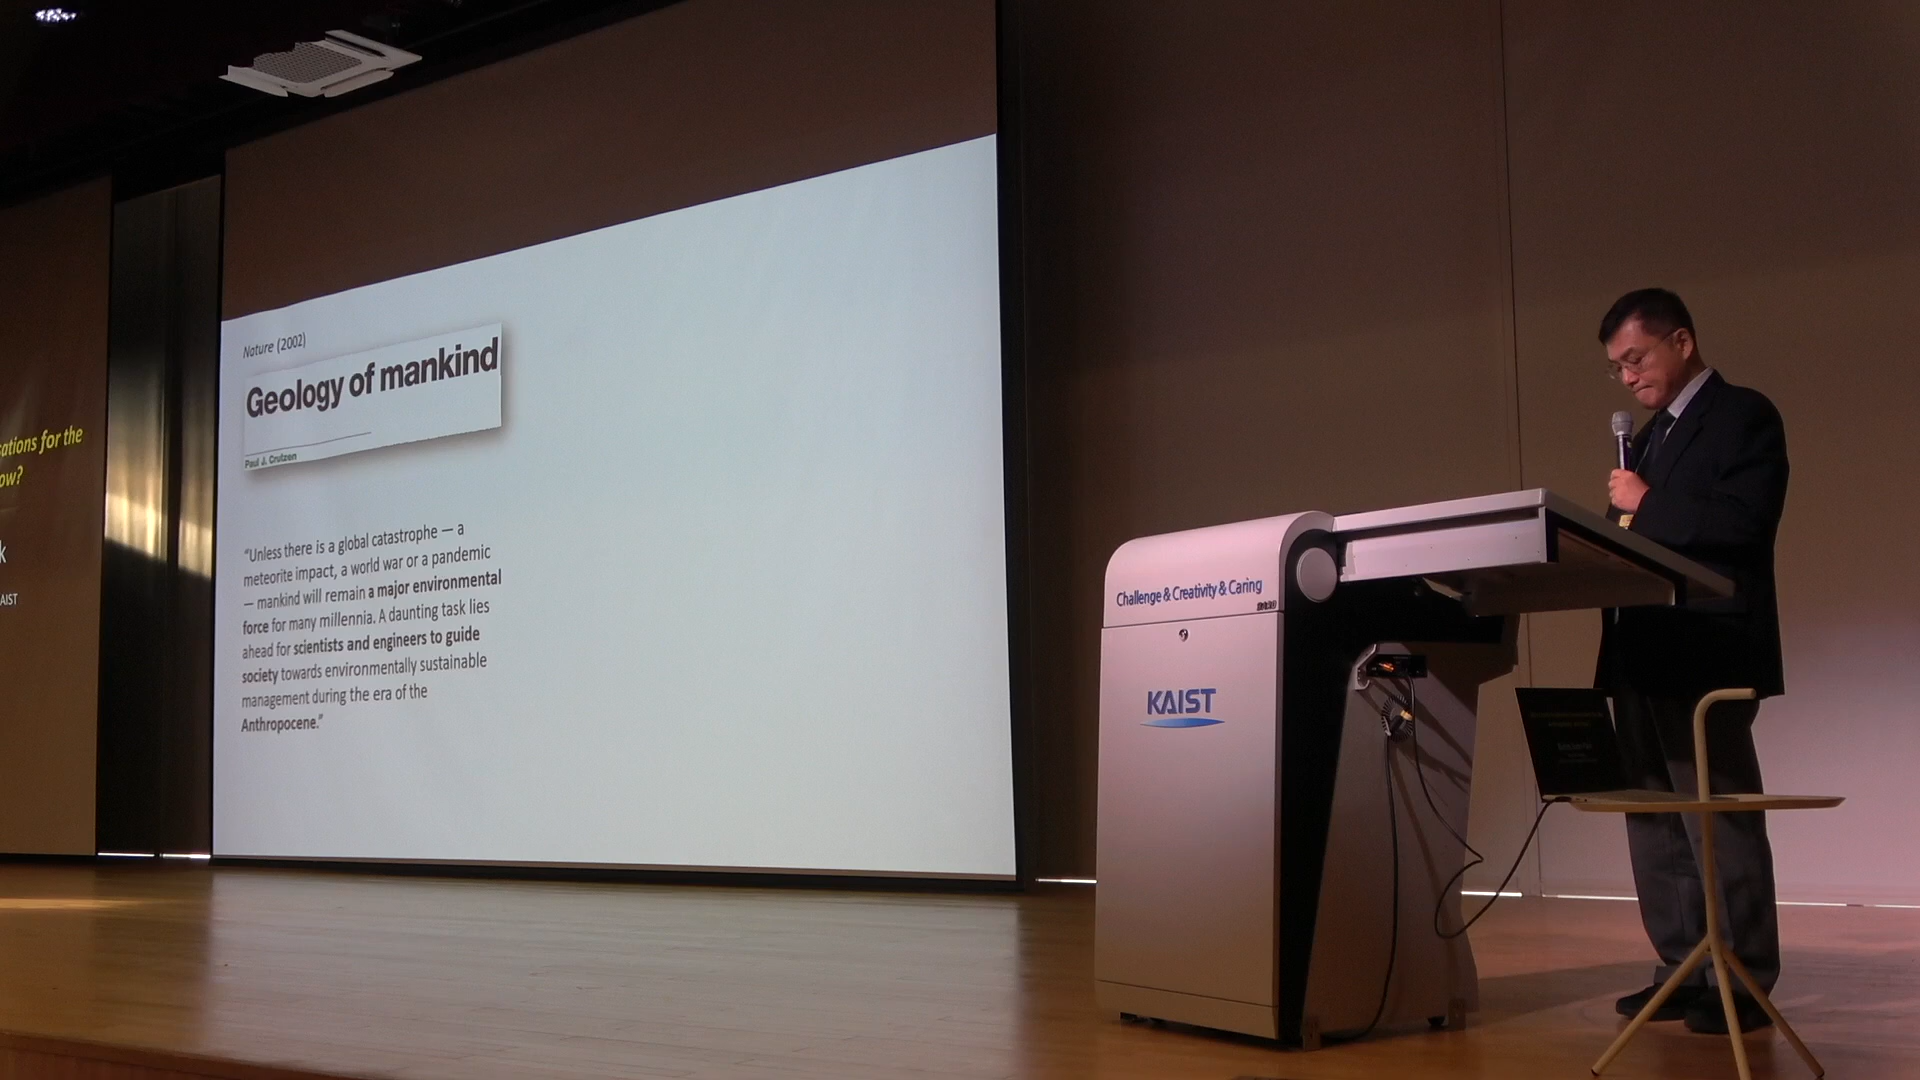 ations for the
ow?
k
AIST
Nature (2002)
Geology of mankind
Paul J. Crutzen
“Unless there is a global catastrophe — a
meteorite impact, a world war or a pandemic
— mankind will remain a major environmental
force for many millennia. A daunting task lies
ahead for scientists and engineers to guide
society towards environmentally sustainable
management during the era of the
Anthropocene.”
Challenge & Creativity & Caring
KAIST